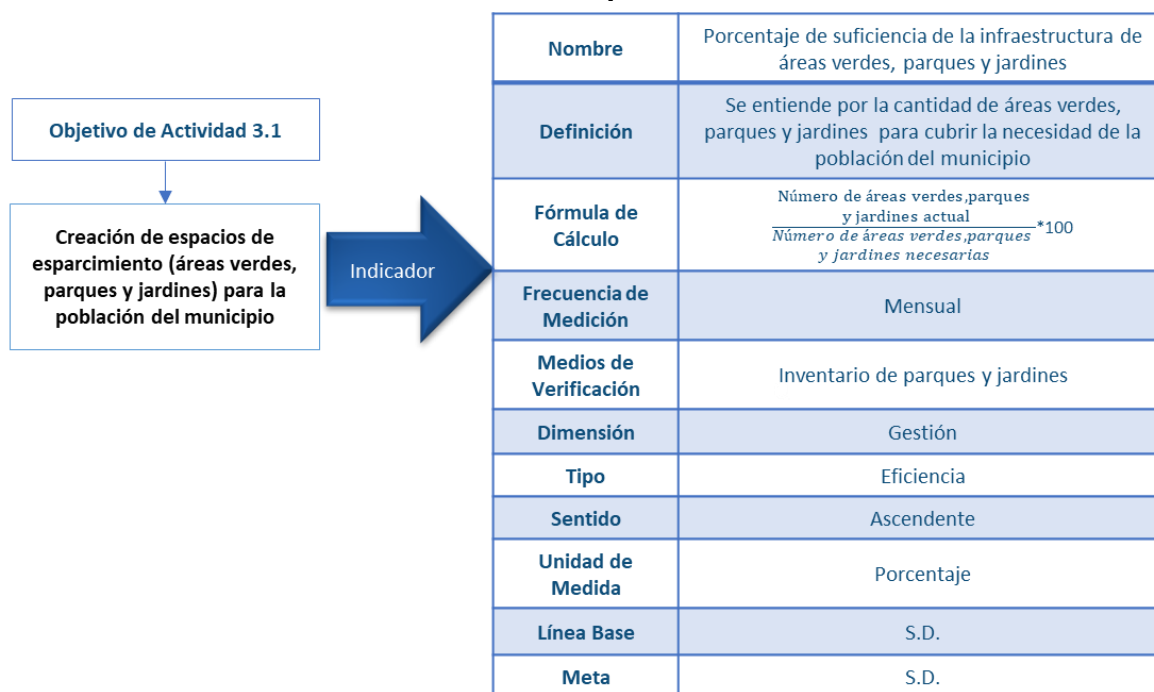 Objetivo de Actividad 3.1
Creación de espacios de
esparcimiento (áreas verdes,
parques y jardines) para la
población del municipio
Indicador
Nombre
Porcentaje de suficiencia de la infraestructura de
áreas verdes, parques y jardines
Definición
Se entiende por la cantidad de áreas verdes,
parques y jardines para cubrir la necesidad de la
población del municipio
Fórmula de
Cálculo
Número de áreas verdes,parques
y jardines actual
Número de áreas verdes,parques
y jardines necesarias
*100
Frecuencia de
Medición
Mensual
Medios de
Verificación
Inventario de parques y jardines
Dimensión
Gestión
Tipo
Eficiencia
Sentido
Ascendente
Unidad de
Medida
Porcentaje
Línea Base
S.D.
Meta
S.D.